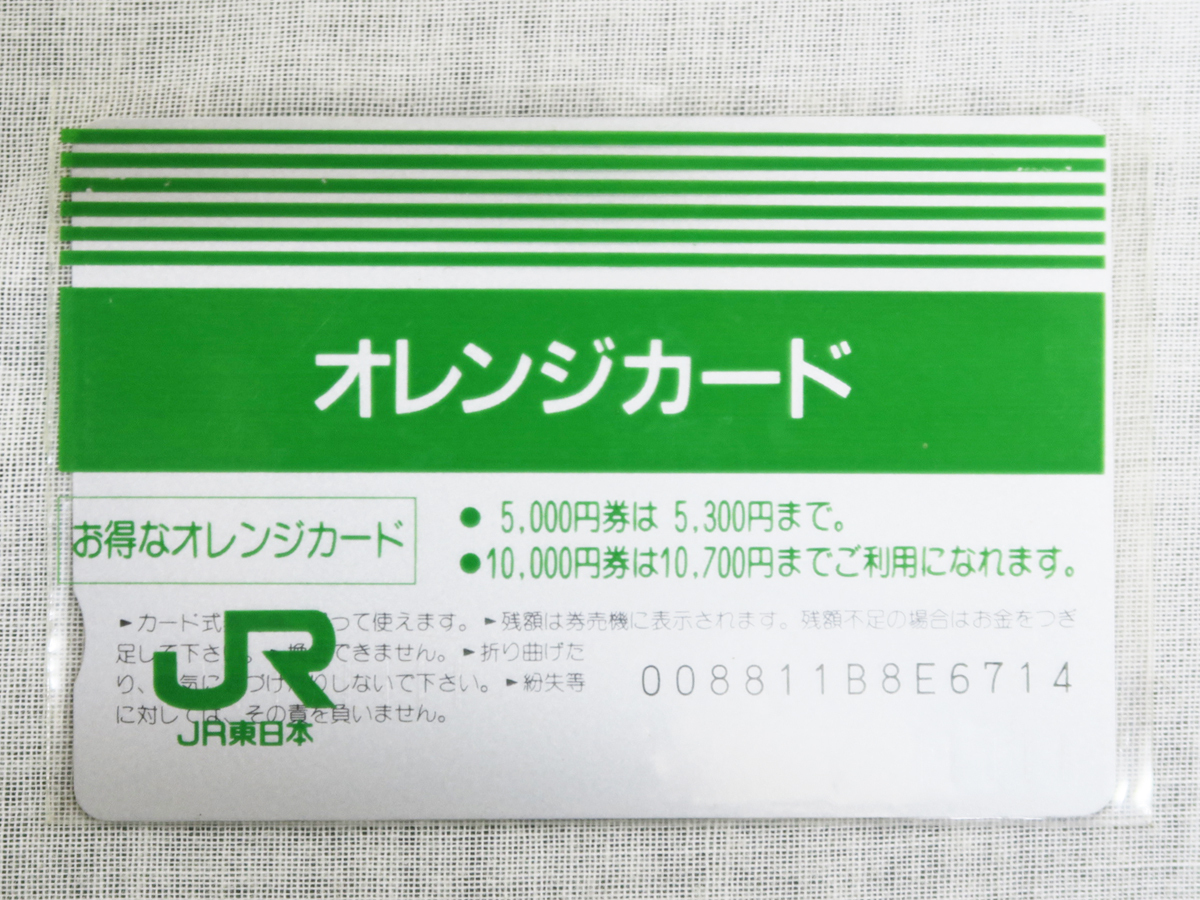 オレンジカード
お得なオレンジカード
● 5,000円券は 5,300円まで。
●10,000円券は10,700円までご利用になれます。
▶カード式 って使えます。▶残額は券売機に表示されます。残額不足の場合はお金をつぎ
足して下さ できません。▶折り曲げた
り、 気に づけ りしないで下さい。▶紛失等
に対しては、その責を負いません。
008811B8E6714
JR
JR東日本